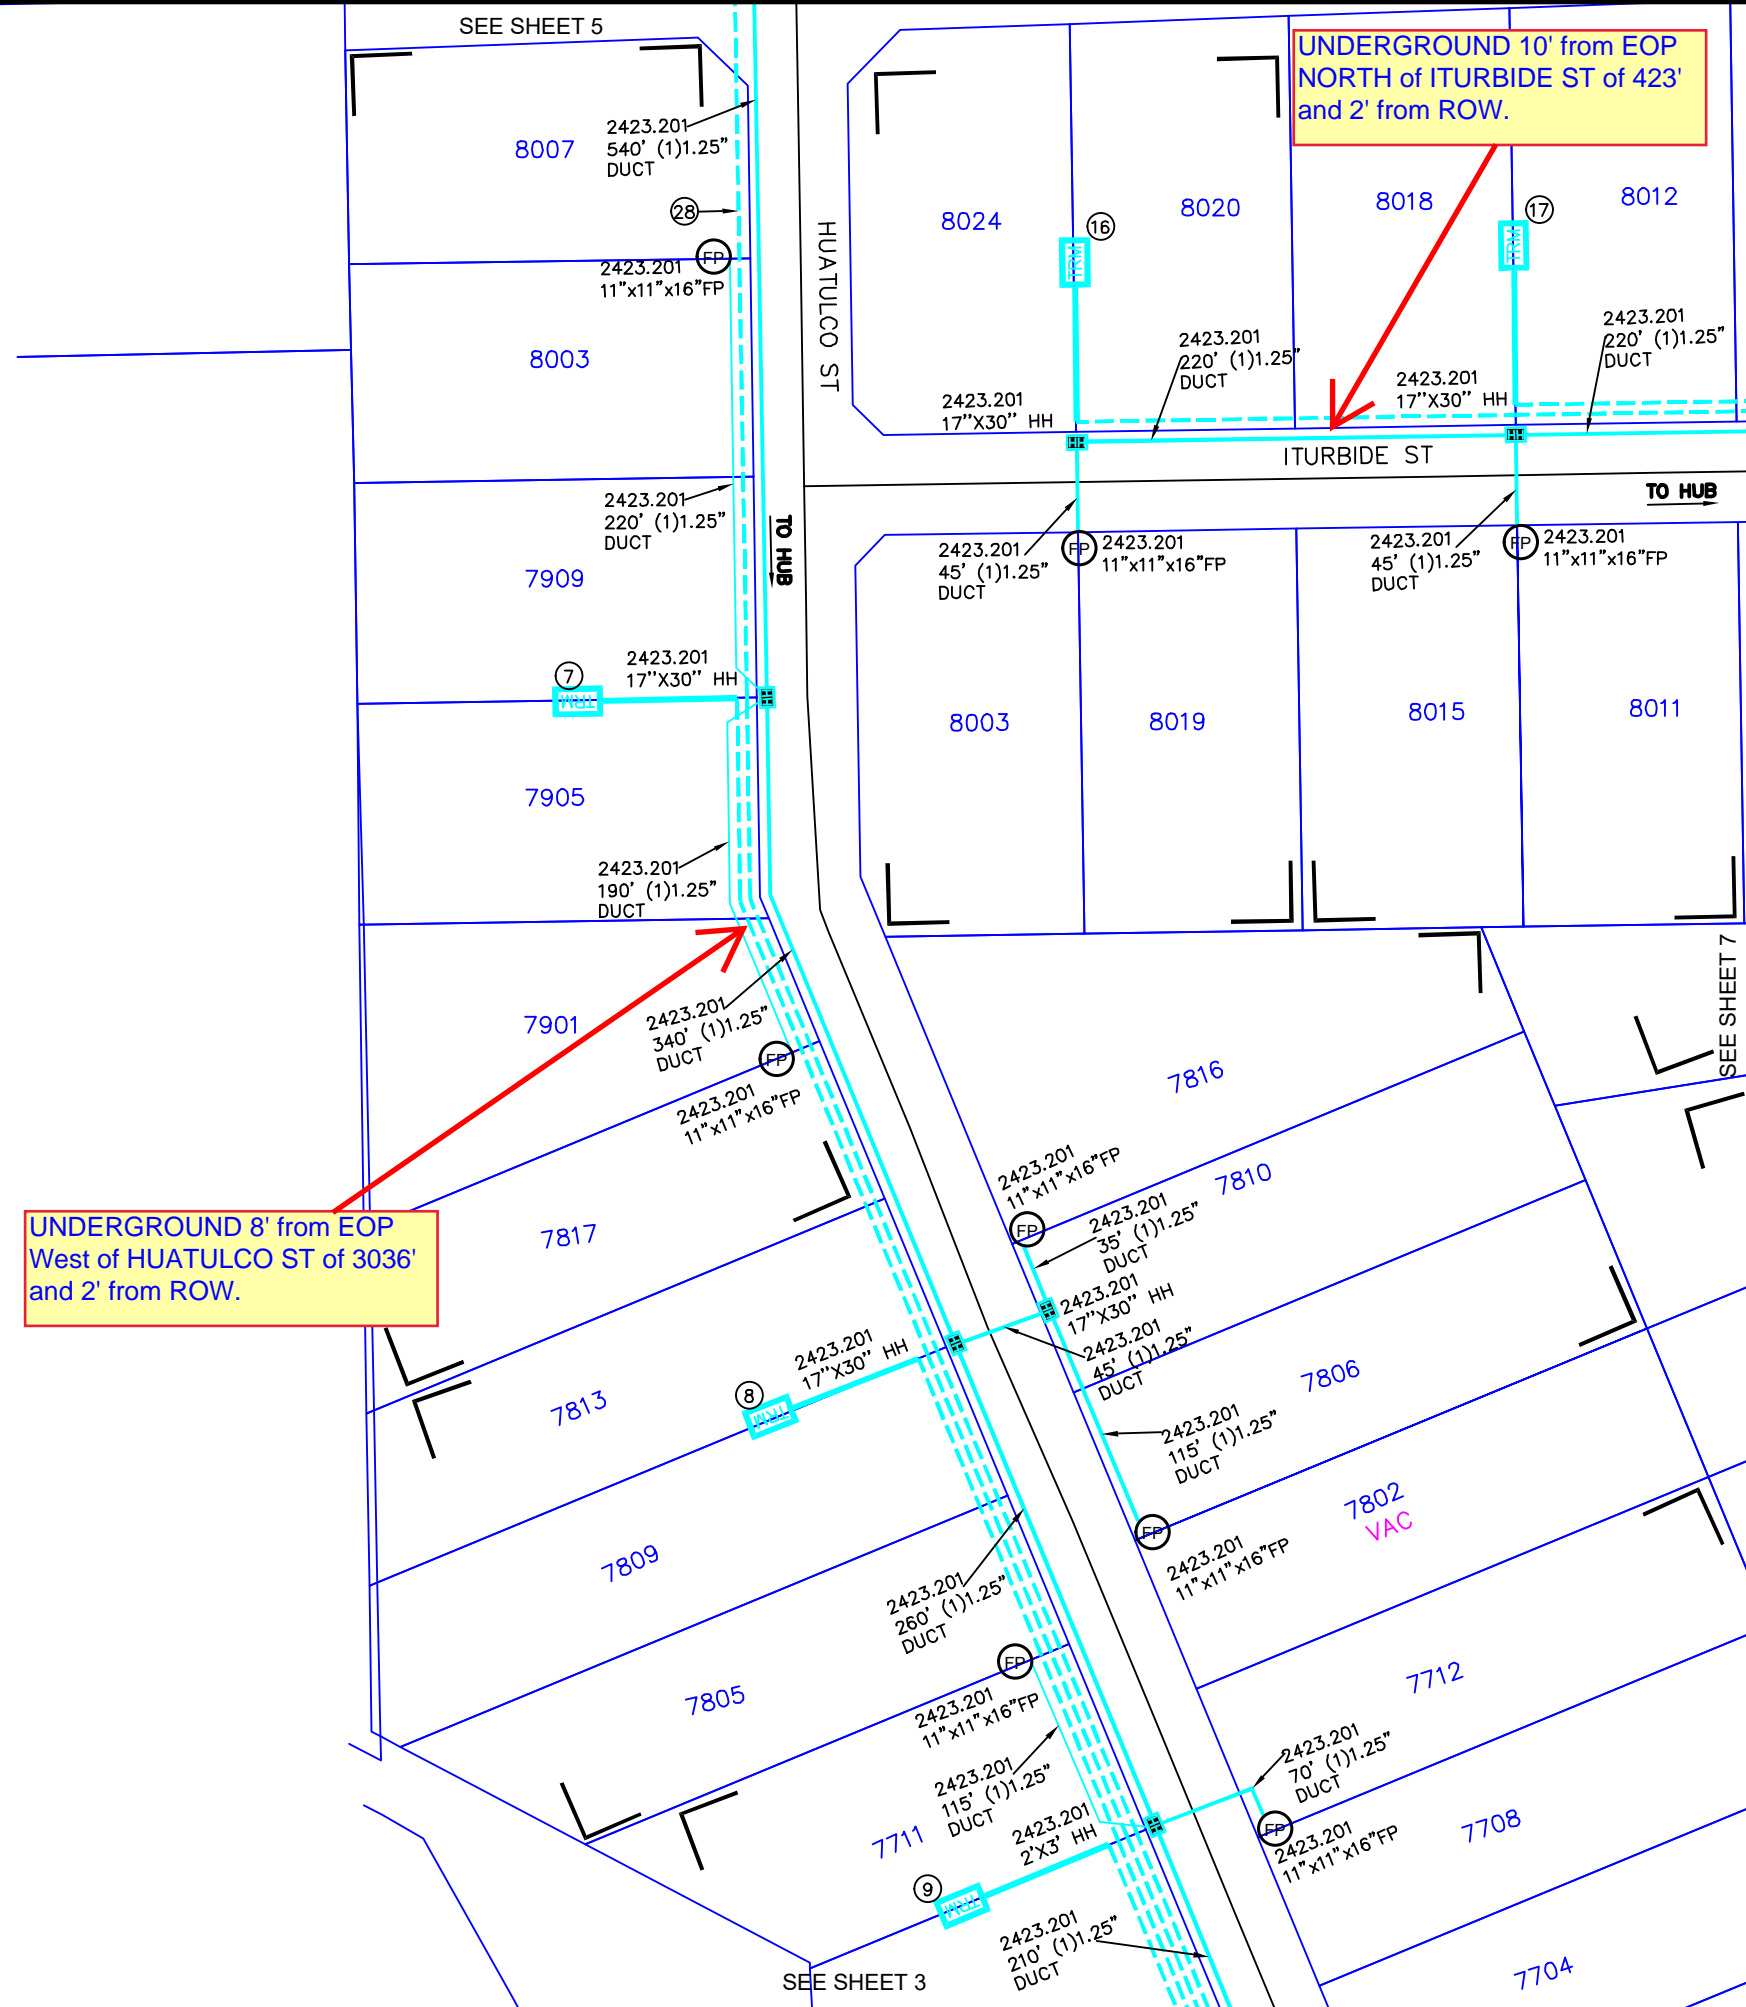 SEE SHEET 5
UNDERGROUND 10' from EOP
NORTH of ITURBIDE ST of 423'
and 2' from ROW.
2423.201
540' (1)1.25"
DUCT
8007
28
FP
2423.201
11"x11"x16"FP
8003
HUATULCO ST
8024
16
TRM
8020
8018
17
TRM
8012
2423.201
220' (1)1.25"
DUCT
2423.201
220' (1)1.25"
DUCT
2423.201
17"X30" HH
2423.201
17"X30" HH
ITURBIDE ST
TO HUB
2423.201
220' (1)1.25"
DUCT
TO HUB
7909
2423.201
45' (1)1.25"
DUCT
FP
2423.201
11"x11"x16"FP
2423.201
45' (1)1.25"
DUCT
FP
2423.201
11"x11"x16"FP
7
TRM
2423.201
17"X30" HH
8003
8019
8015
8011
7905
2423.201
190' (1)1.25"
DUCT
SEE SHEET 7
7901
2423.201
340' (1)1.25"
DUCT
FP
2423.201
11"x11"x16"FP
7816
UNDERGROUND 8' from EOP
West of HUATULCO ST of 3036'
and 2' from ROW.
7817
2423.201
11"x11"x16"FP
FP
7810
2423.201
35' (1)1.25"
DUCT
2423.201
17"X30" HH
2423.201
45' (1)1.25"
DUCT
2423.201
17"X30" HH
8
TRM
7813
7806
2423.201
115' (1)1.25"
DUCT
7802
VAC
FP
2423.201
11"x11"x16"FP
7809
2423.201
260' (1)1.25"
DUCT
7805
FP
2423.201
11"x11"x16"FP
7712
2423.201
115' (1)1.25"
DUCT
2423.201
70' (1)1.25"
DUCT
7711
2423.201
2'X3' HH
FP
2423.201
11"x11"x16"FP
7708
9
TRM
2423.201
210' (1)1.25"
DUCT
SEE SHEET 3
7704